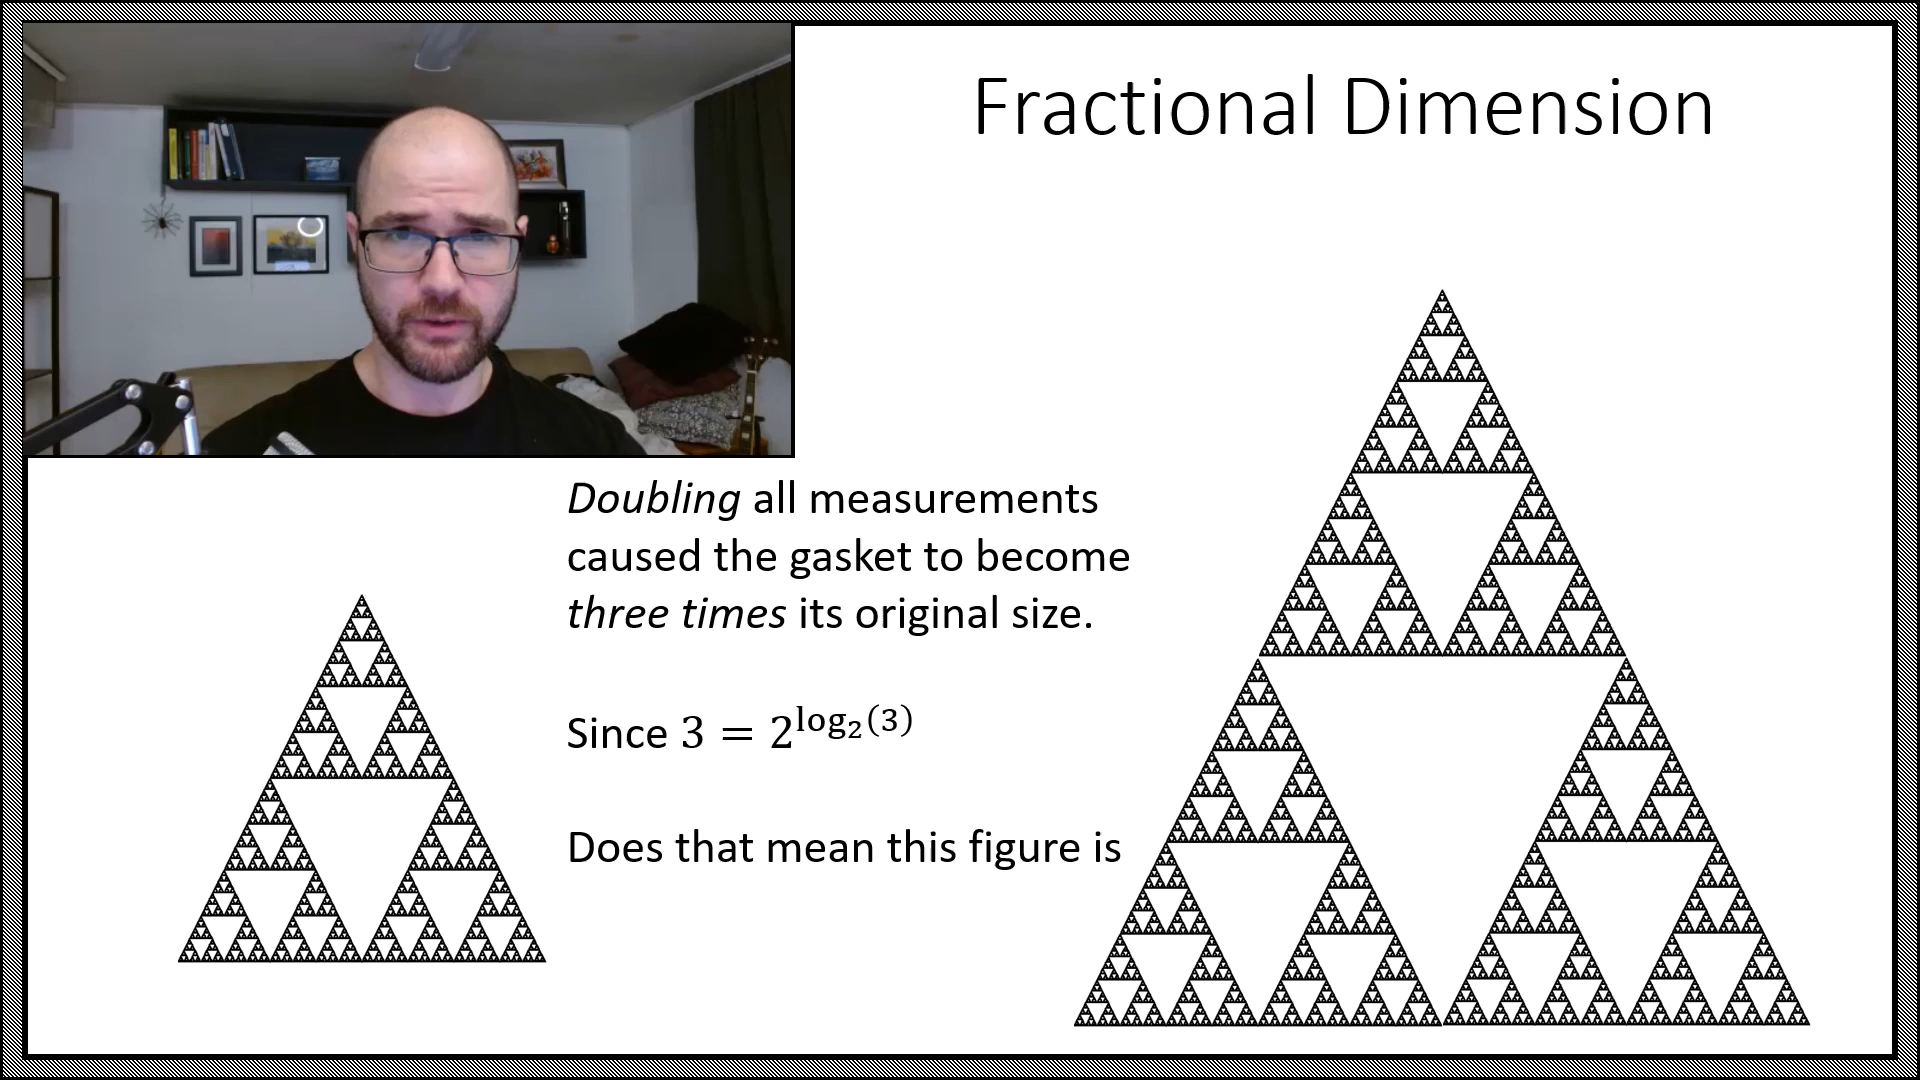 Fractional Dimension
Doubling all measurements
caused the gasket to become
three times its original size.
Since 3 = 2^log₂(3)
Does that mean this figure is